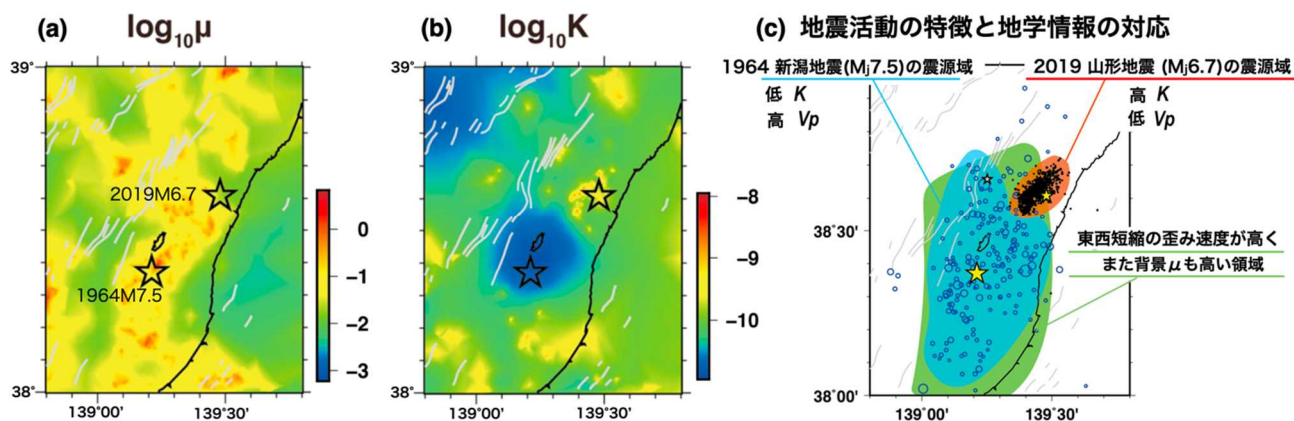 (a) log₁₀μ
39°
2019M6.7
1964M7.5
38°
139°00'
139°30'
0
−1
−2
−3
(b) log₁₀K
39°
38°
139°00'
139°30'
−8
−9
−10
(c) 地震活動の特徴と地学情報の対応
1964 新潟地震(Mj7.5)の震源域
2019 山形地震 (Mj6.7)の震源域
低 K
高 Vp
高 K
低 Vp
38°30'
東西短縮の歪み速度が高く
また背景μも高い領域
38°00'
139°00'
139°30'